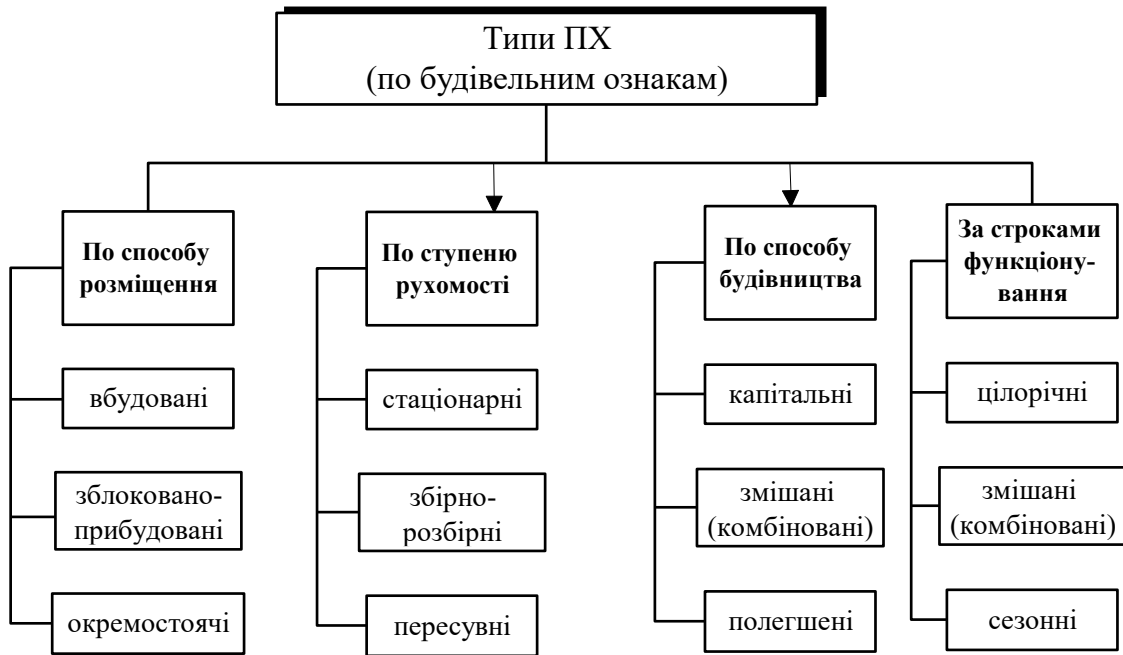 Типи ПХ
(по будівельним ознакам)
По способу
розміщення
вбудовані
зблоковано-
прибудовані
окремостоячі
По ступеню
рухомості
стаціонарні
збірно-
розбірні
пересувні
По способу
будівництва
капітальні
змішані
(комбіновані)
полегшені
За строками
функціону-
вання
цілорічні
змішані
(комбіновані)
сезонні